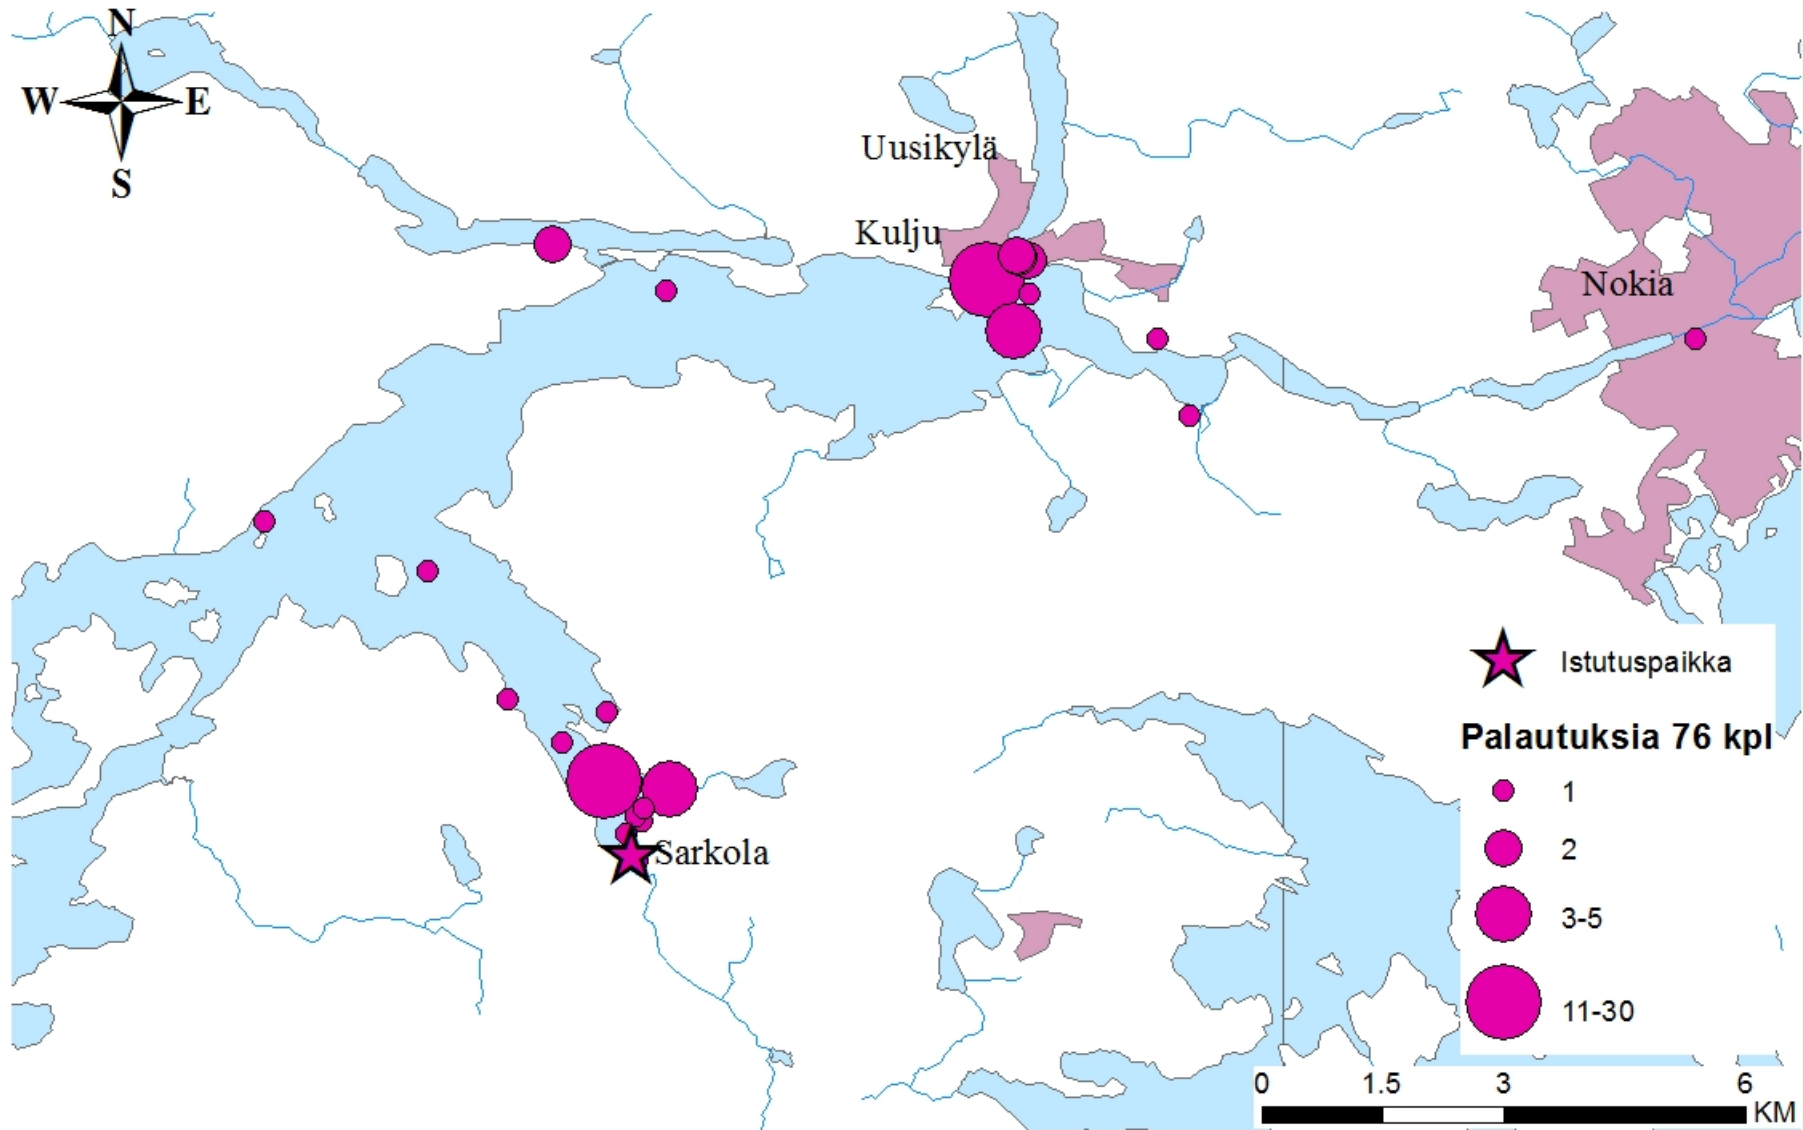 N
W E
S
Uusikylä
Kulju
Nokia
Istutuspaikka
Palautuksia 76 kpl
1
2
3-5
11-30
Sarkola
0 1.5 3 6
KM